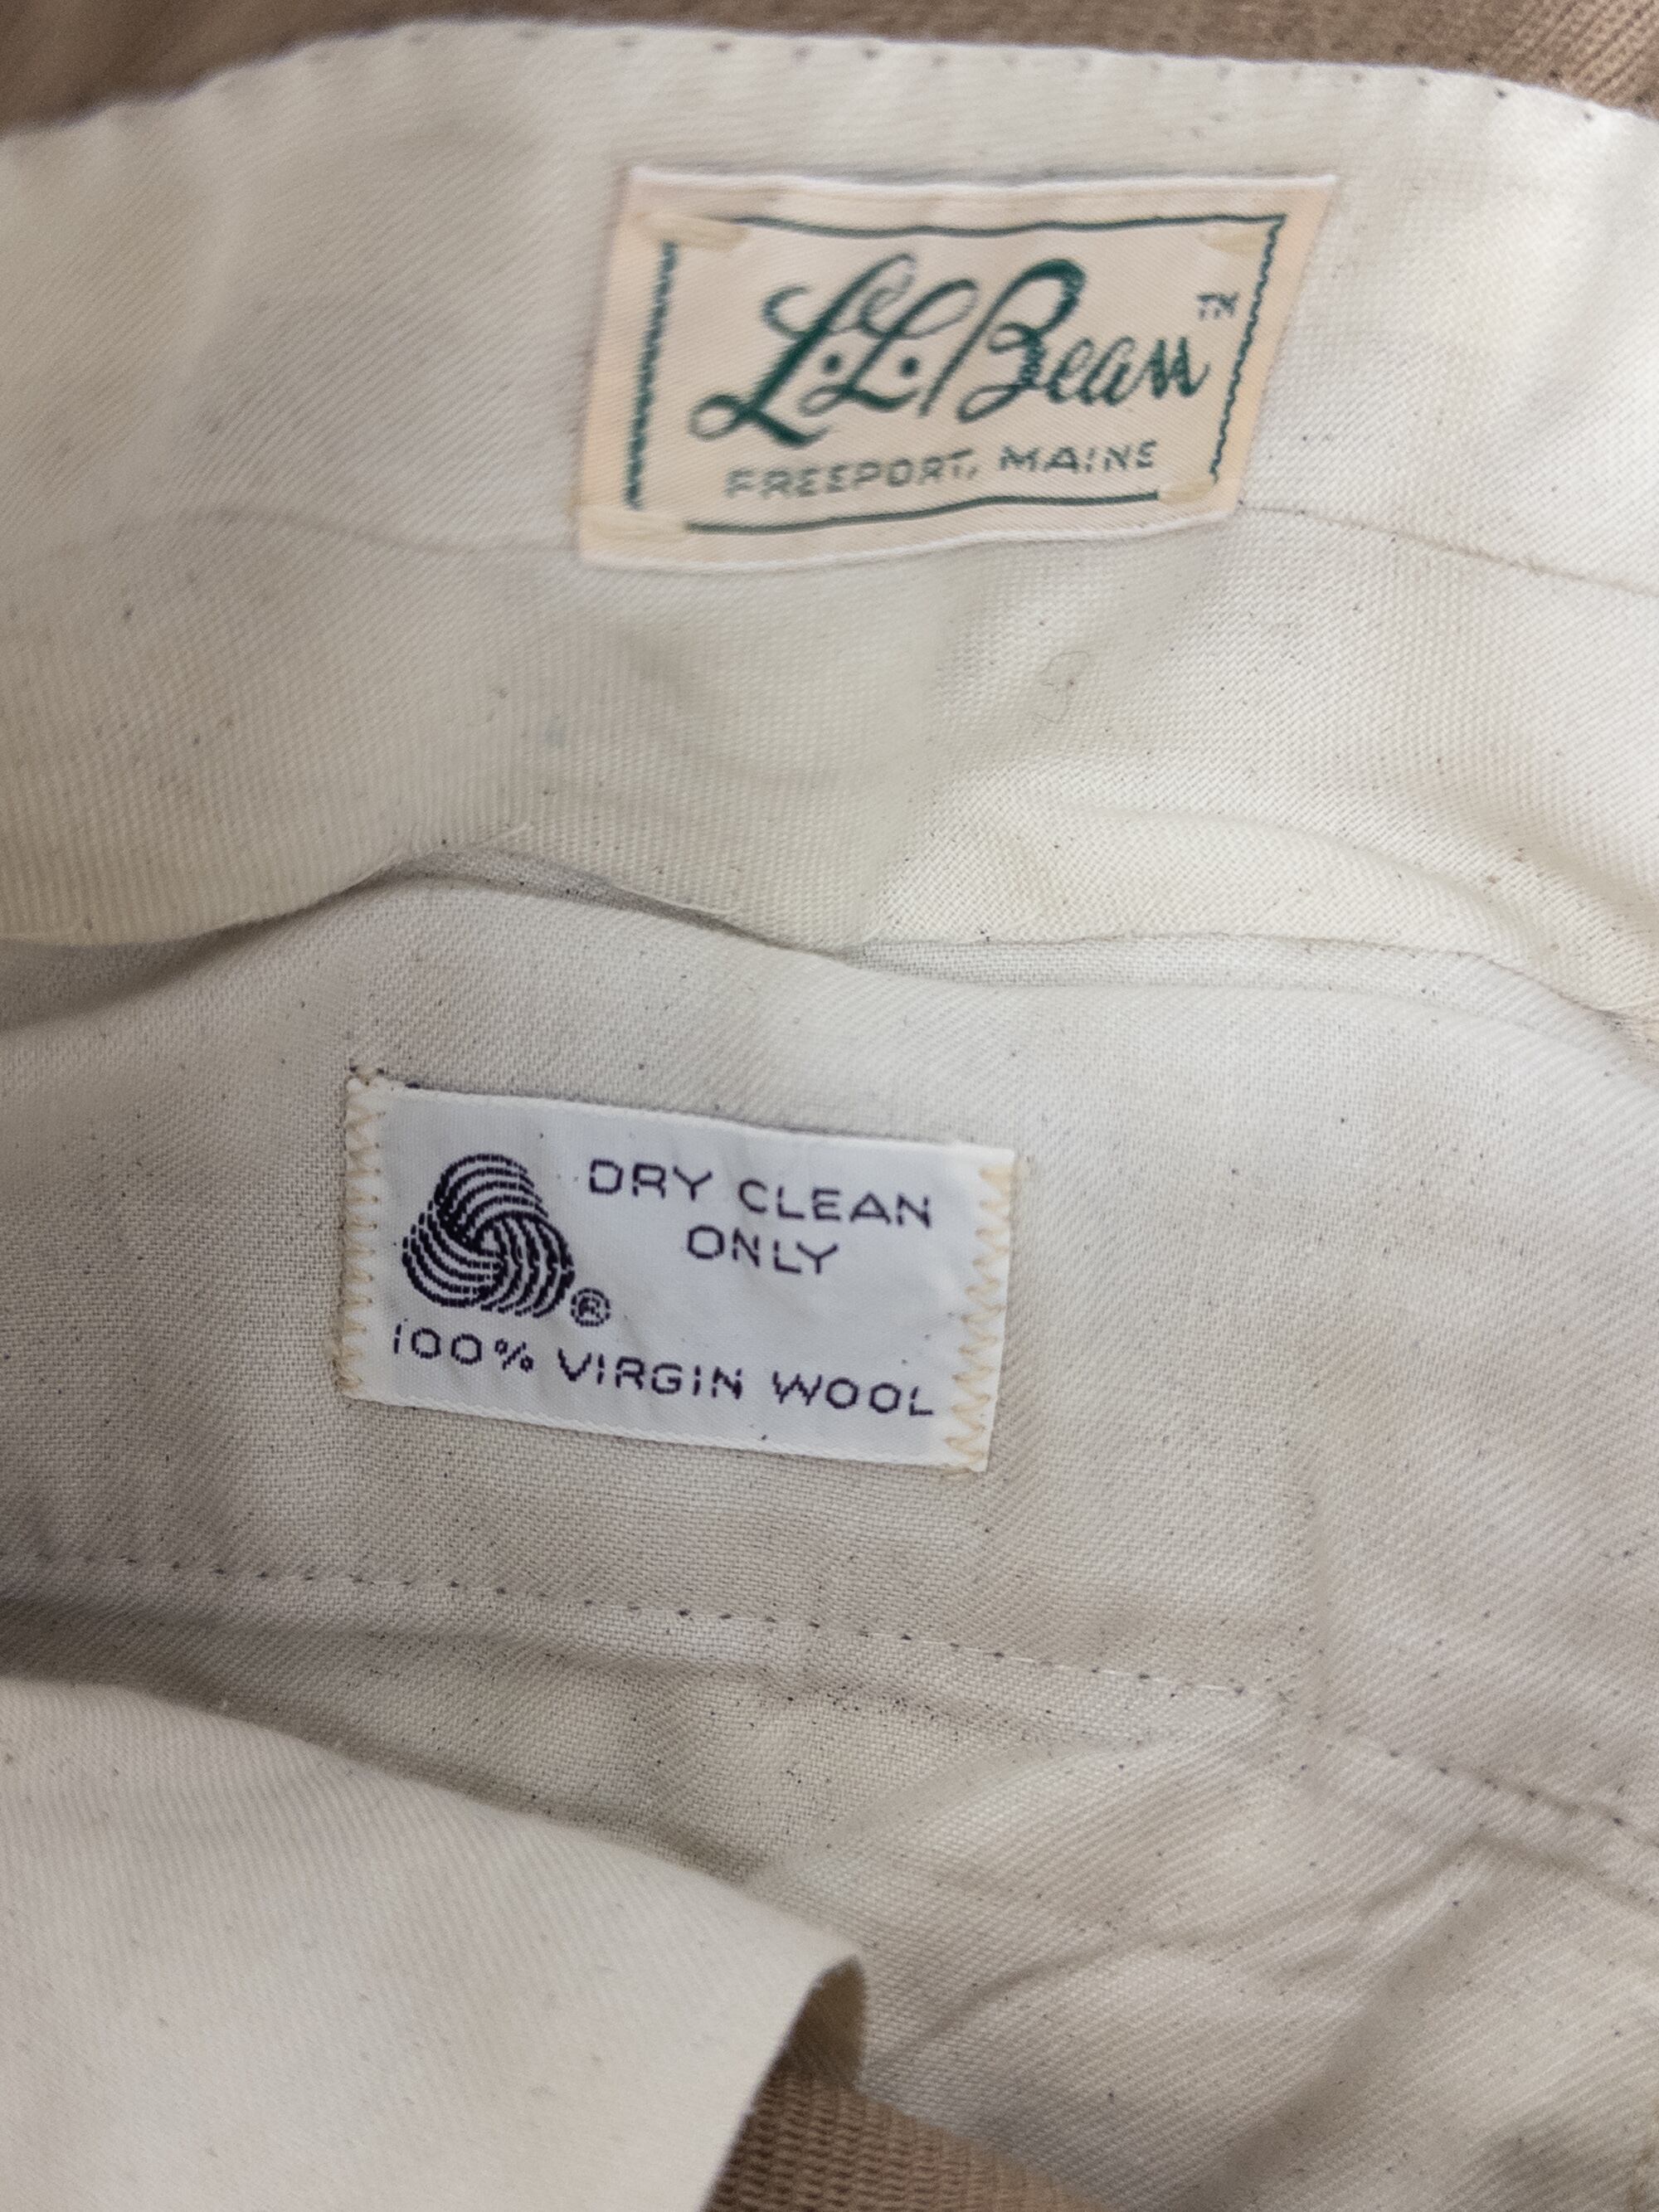 L.L.Bean™
FREEPORT, MAINE
DRY CLEAN
ONLY
®
100% VIRGIN WOOL